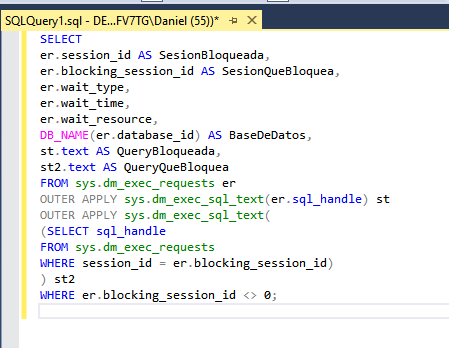 SQLQuery1.sql - DE...FV7TG\Daniel (55))*
SELECT
er.session_id AS SesionBloqueada,
er.blocking_session_id AS SesionQueBloquea,
er.wait_type,
er.wait_time,
er.wait_resource,
DB_NAME(er.database_id) AS BaseDeDatos,
st.text AS QueryBloqueada,
st2.text AS QueryQueBloquea
FROM sys.dm_exec_requests er
OUTER APPLY sys.dm_exec_sql_text(er.sql_handle) st
OUTER APPLY sys.dm_exec_sql_text(
(SELECT sql_handle
FROM sys.dm_exec_requests
WHERE session_id = er.blocking_session_id)
) st2
WHERE er.blocking_session_id <> 0;